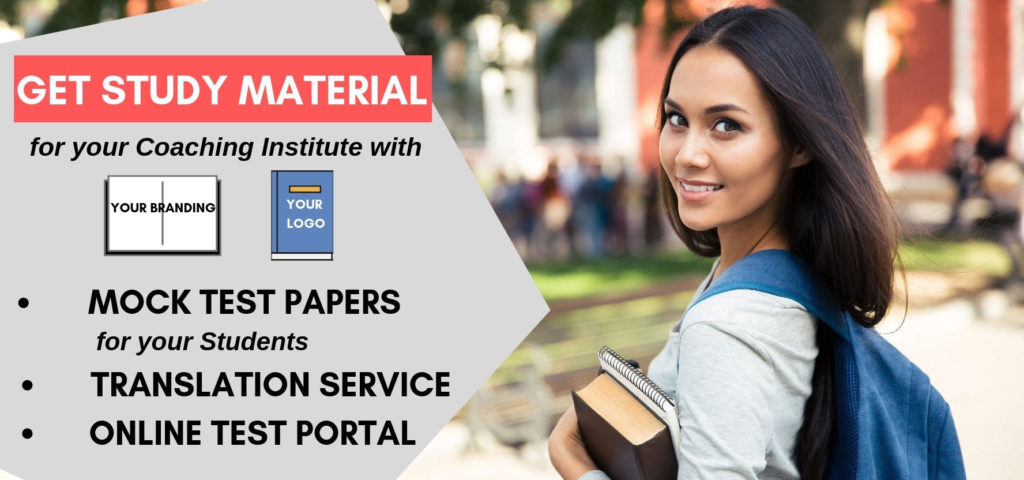 GET STUDY MATERIAL
for your Coaching Institute with
YOUR BRANDING
YOUR
LOGO
• MOCK TEST PAPERS
for your Students
• TRANSLATION SERVICE
• ONLINE TEST PORTAL